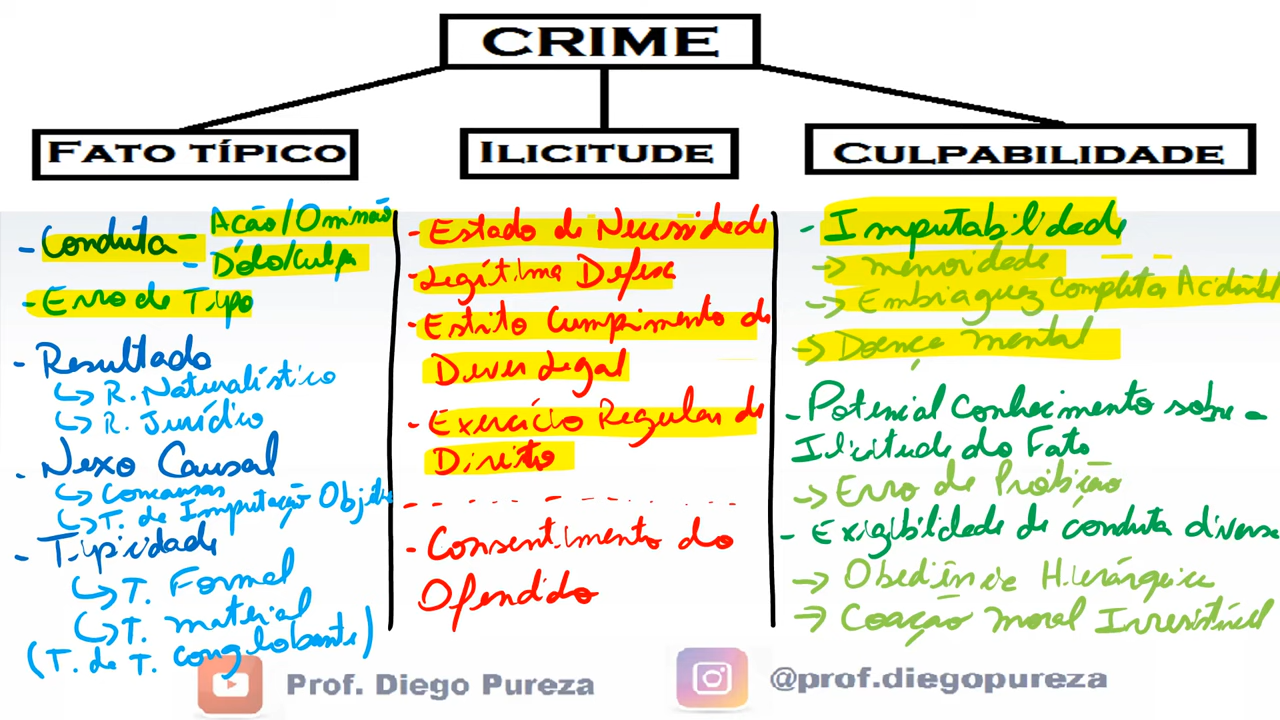 CRIME
FATO TÍPICO
ILICITUDE
CULPABILIDADE
- Conduta - Ação/Omissão
- Dólo/Culpa
- Erro de Tipo
- Resultado
↳ R. Naturalístico
↳ R. Jurídico
- Nexo Causal
↳ Concausas
↳ T. de Imputação Objetiva
- Tipicidade
↳ T. Formal
↳ T. material
(T. de T. conglobante)
- Estado de Necessidade
- Legítima Defesa
- Estrito Cumprimento do
Dever Legal
- Exercício Regular de
Direito
- Consentimento do
Ofendido
- Imputabilidade
→ menoridade
→ Embriaguez completa Acidental
→ Doença mental
- Potencial Conhecimento sobre a
Ilicitude do Fato
→ Erro de Proibição
- Exigibilidade de conduta diversa
→ Obediência Hierárquica
→ Coação moral Irresistível
Prof. Diego Pureza
@prof.diegopureza